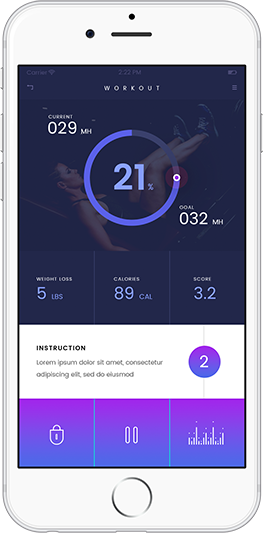 Carrier 2:22 PM
WORKOUT
CURRENT
029 MH
21%
GOAL
032 MH
WEIGHT LOSS CALORIES SCORE
5 LBS 89 CAL 3.2
INSTRUCTION
Lorem ipsum dolor sit amet, consectetur
adipiscing elit, sed do eiusmod
2